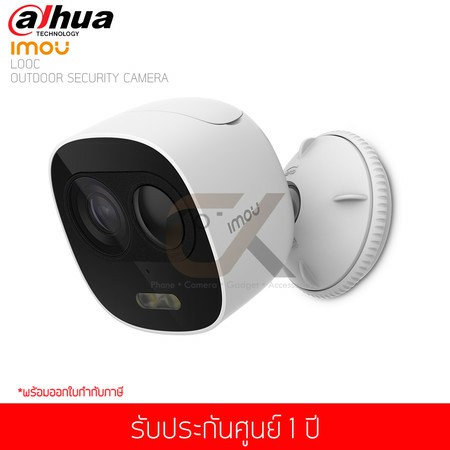 alhua
TECHNOLOGY
imou
LOOC
OUTDOOR SECURITY CAMERA
imou
Phone • Camera • Gadget • Access
*พร้อมออกใบกำกับภาษี
รับประกันศูนย์ 1 ปี